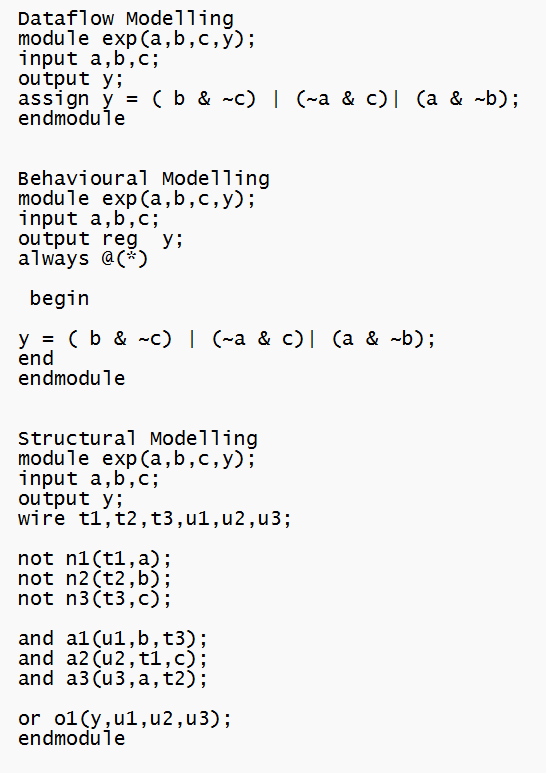 Dataflow Modelling
module exp(a,b,c,y);
input a,b,c;
output y;
assign y = ( b & ~c) | (~a & c)| (a & ~b);
endmodule
Behavioural Modelling
module exp(a,b,c,y);
input a,b,c;
output reg  y;
always @(*)
begin
y = ( b & ~c) | (~a & c)| (a & ~b);
end
endmodule
Structural Modelling
module exp(a,b,c,y);
input a,b,c;
output y;
wire t1,t2,t3,u1,u2,u3;
not n1(t1,a);
not n2(t2,b);
not n3(t3,c);
and a1(u1,b,t3);
and a2(u2,t1,c);
and a3(u3,a,t2);
or o1(y,u1,u2,u3);
endmodule